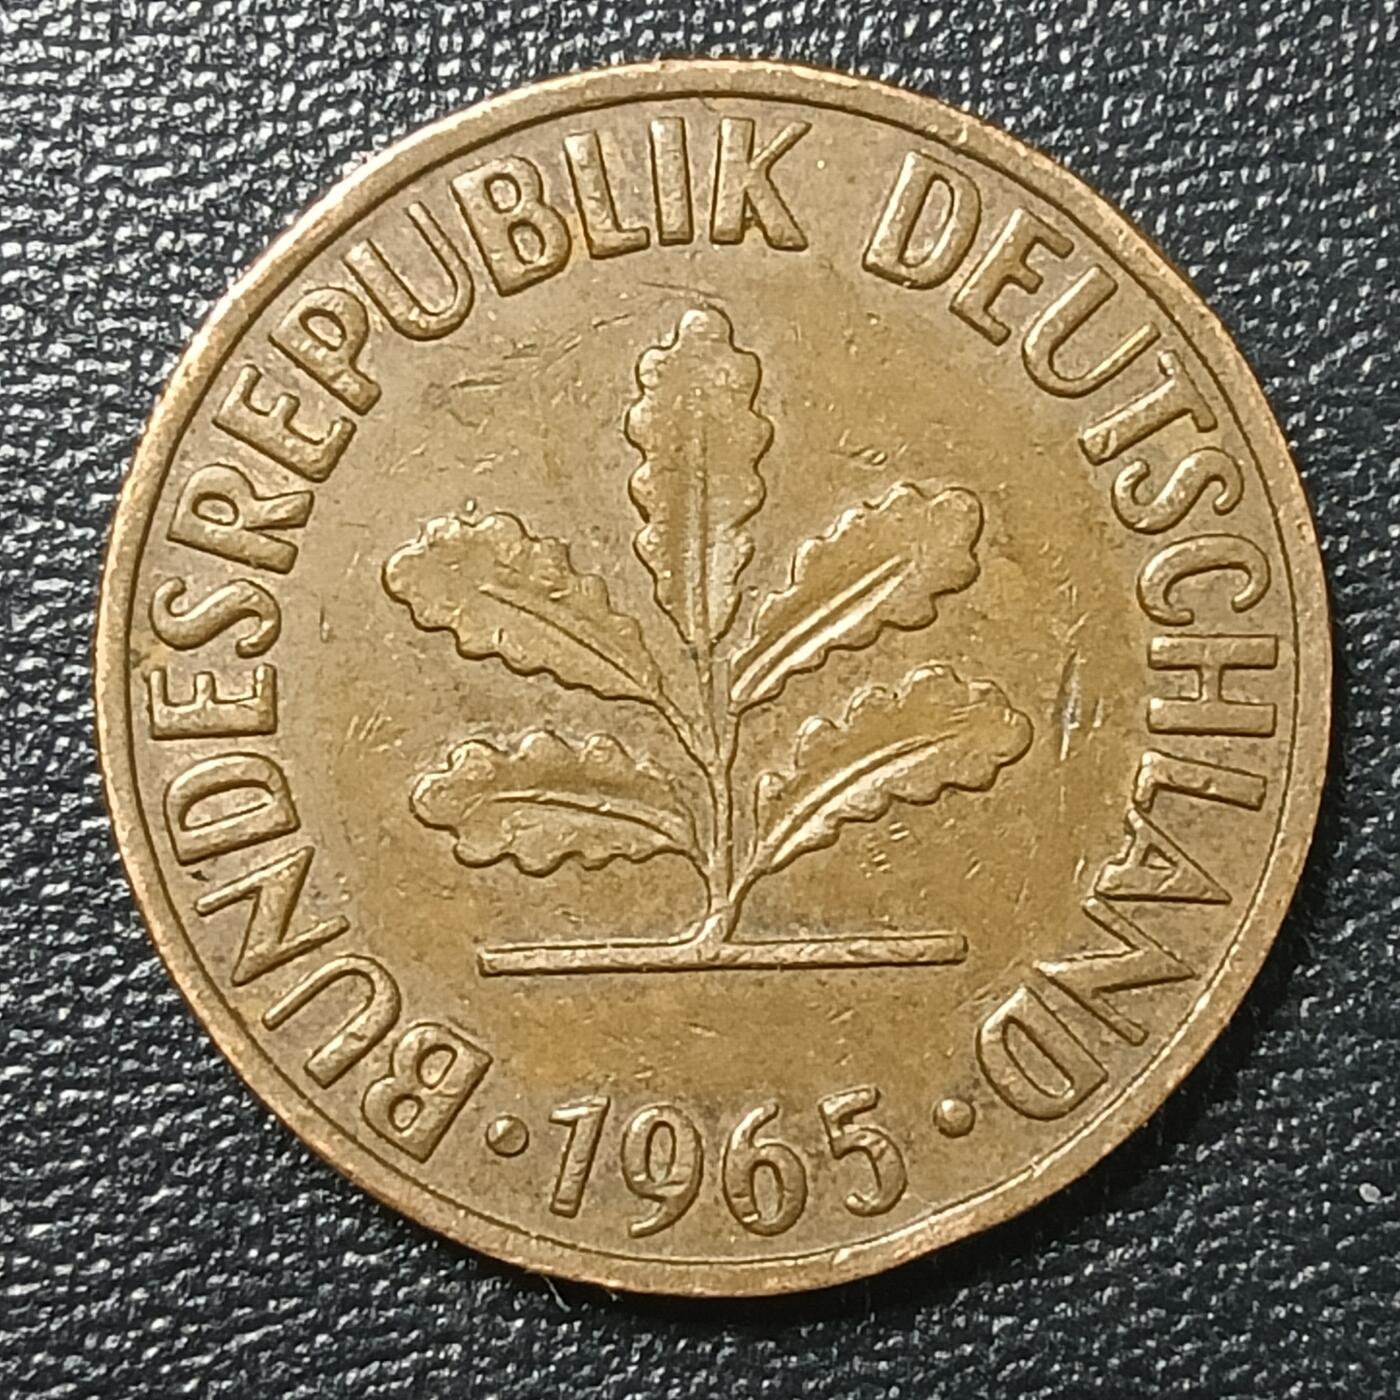 BUNDESREPUBLIK DEUTSCHLAND
· 1965 ·